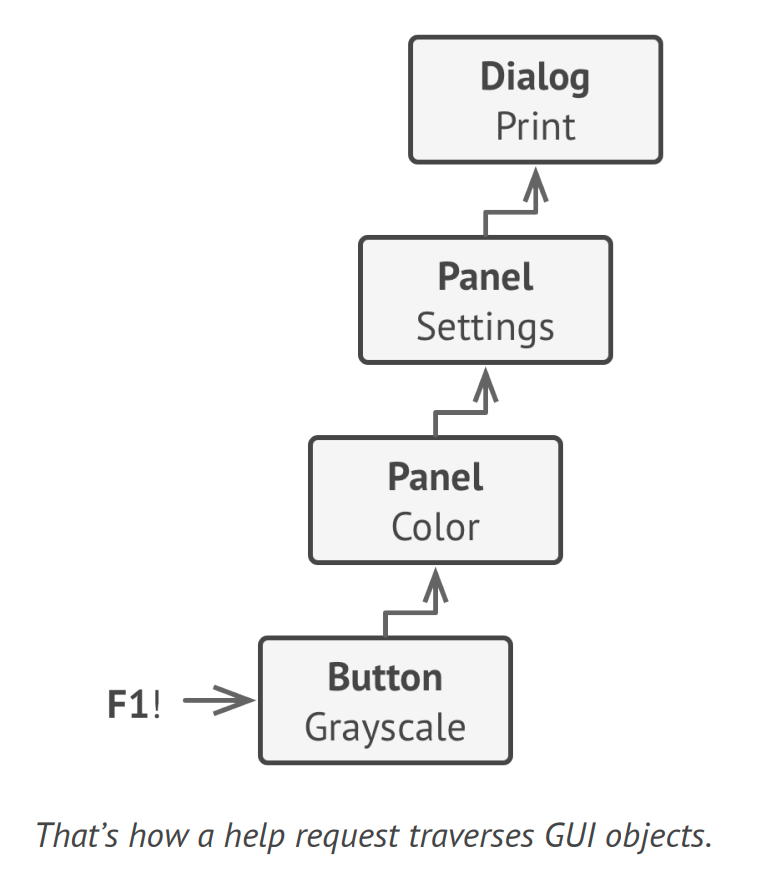 Dialog
Print
Panel
Settings
Panel
Color
Button
Grayscale
F1!
That's how a help request traverses GUI objects.